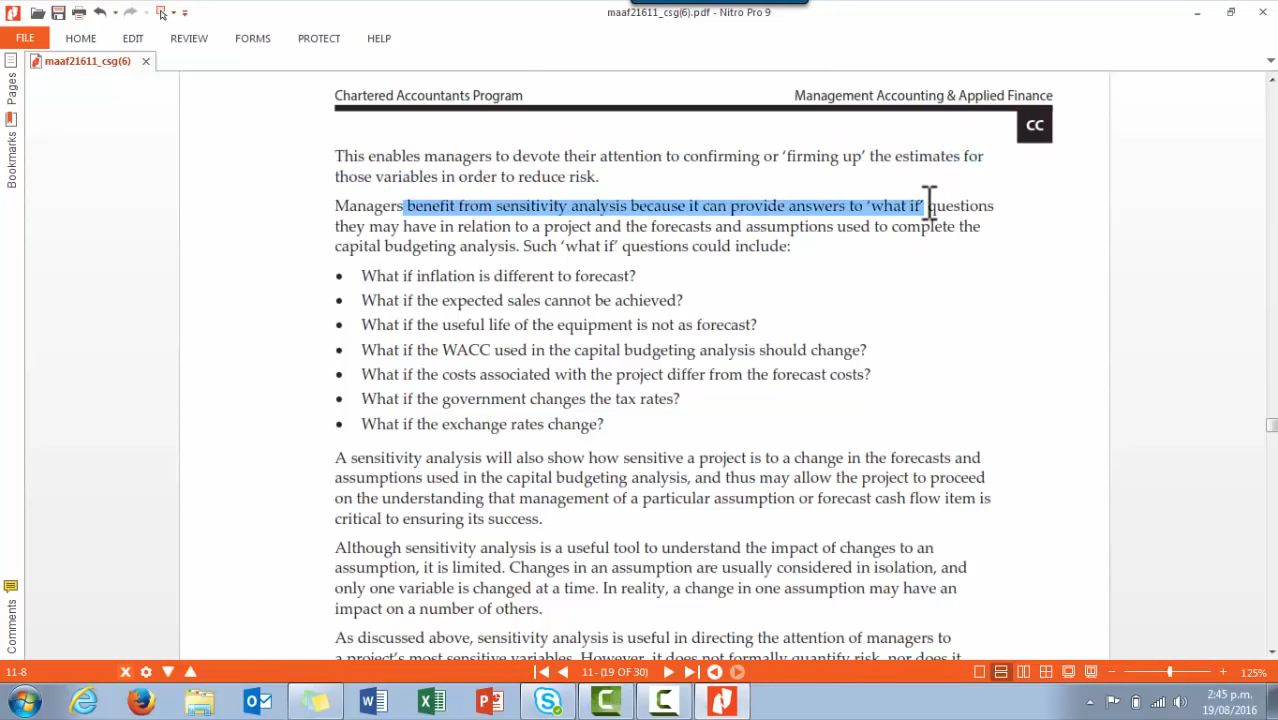 maaf21611_csg(6).pdf - Nitro Pro 9
FILE
HOME
EDIT
REVIEW
FORMS
PROTECT
HELP
maaf21611_csg(6)
Pages
Bookmarks
Comments
Chartered Accountants Program
Management Accounting & Applied Finance
CC
This enables managers to devote their attention to confirming or ‘firming up’ the estimates for
those variables in order to reduce risk.
Managers benefit from sensitivity analysis because it can provide answers to ‘what if’ questions
they may have in relation to a project and the forecasts and assumptions used to complete the
capital budgeting analysis. Such ‘what if’ questions could include:
• What if inflation is different to forecast?
• What if the expected sales cannot be achieved?
• What if the useful life of the equipment is not as forecast?
• What if the WACC used in the capital budgeting analysis should change?
• What if the costs associated with the project differ from the forecast costs?
• What if the government changes the tax rates?
• What if the exchange rates change?
A sensitivity analysis will also show how sensitive a project is to a change in the forecasts and
assumptions used in the capital budgeting analysis, and thus may allow the project to proceed
on the understanding that management of a particular assumption or forecast cash flow item is
critical to ensuring its success.
Although sensitivity analysis is a useful tool to understand the impact of changes to an
assumption, it is limited. Changes in an assumption are usually considered in isolation, and
only one variable is changed at a time. In reality, a change in one assumption may have an
impact on a number of others.
As discussed above, sensitivity analysis is useful in directing the attention of managers to
a project’s most sensitive variables. However, it does not formally quantify risk, nor does it
11-8
11- (19 OF 30)
125%
2:45 p.m.
19/08/2016